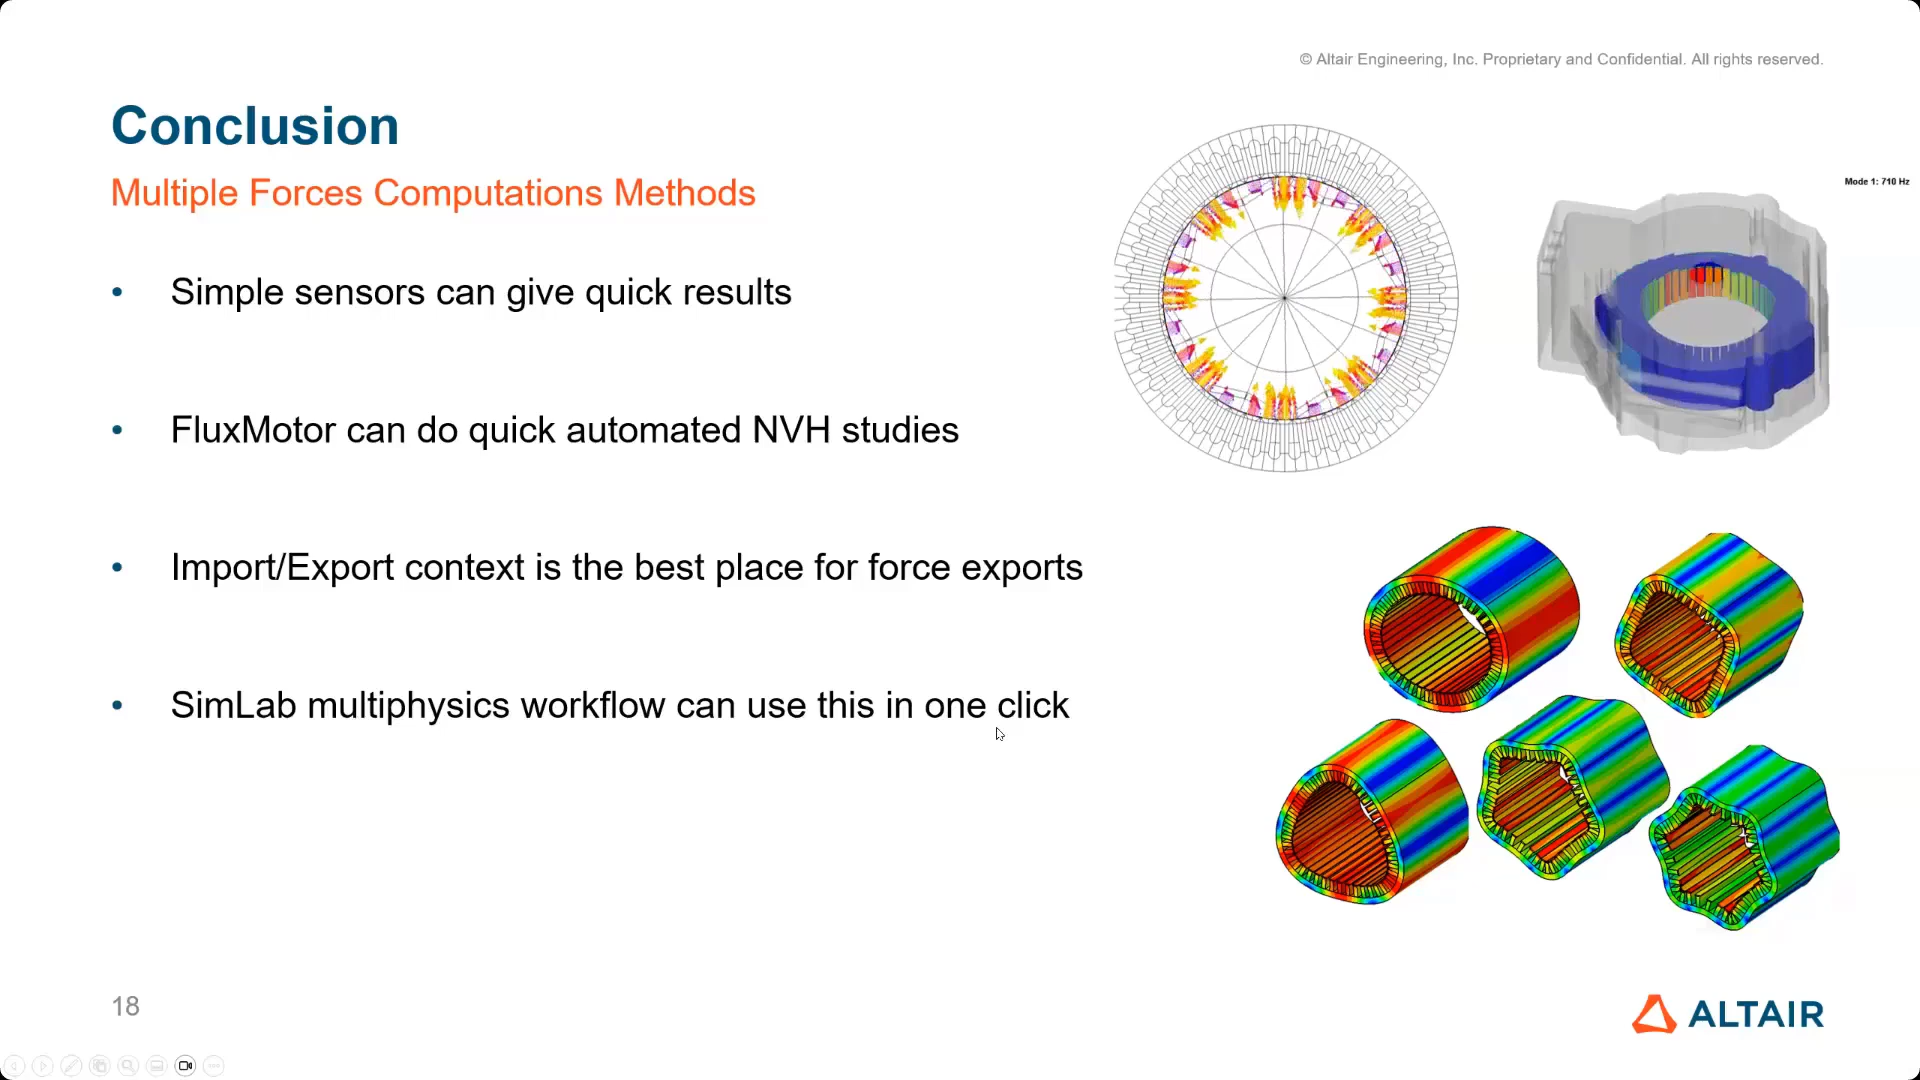 © Altair Engineering, Inc. Proprietary and Confidential. All rights reserved.
Conclusion
Multiple Forces Computations Methods
Mode 1: 710 Hz
• Simple sensors can give quick results
• FluxMotor can do quick automated NVH studies
• Import/Export context is the best place for force exports
• SimLab multiphysics workflow can use this in one click
18
ALTAIR